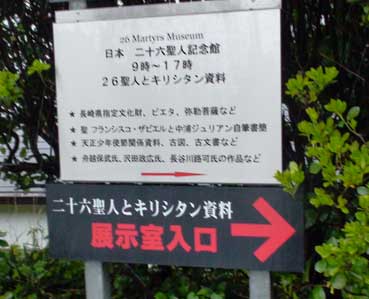 26 Martyrs Museum
日本 二十六聖人記念館
9時～17時
26聖人とキリシタン資料
★ 長崎県指定文化財、ピエタ、弥勒菩薩など
★ 聖 フランシスコ・ザビエルと中浦ジュリアン自筆書簡
★ 天正少年使節関係資料、古図、古文書など
★ 舟越保武氏、沢田政広氏、長谷川路可氏の作品など
二十六聖人とキリシタン資料
展示室入口